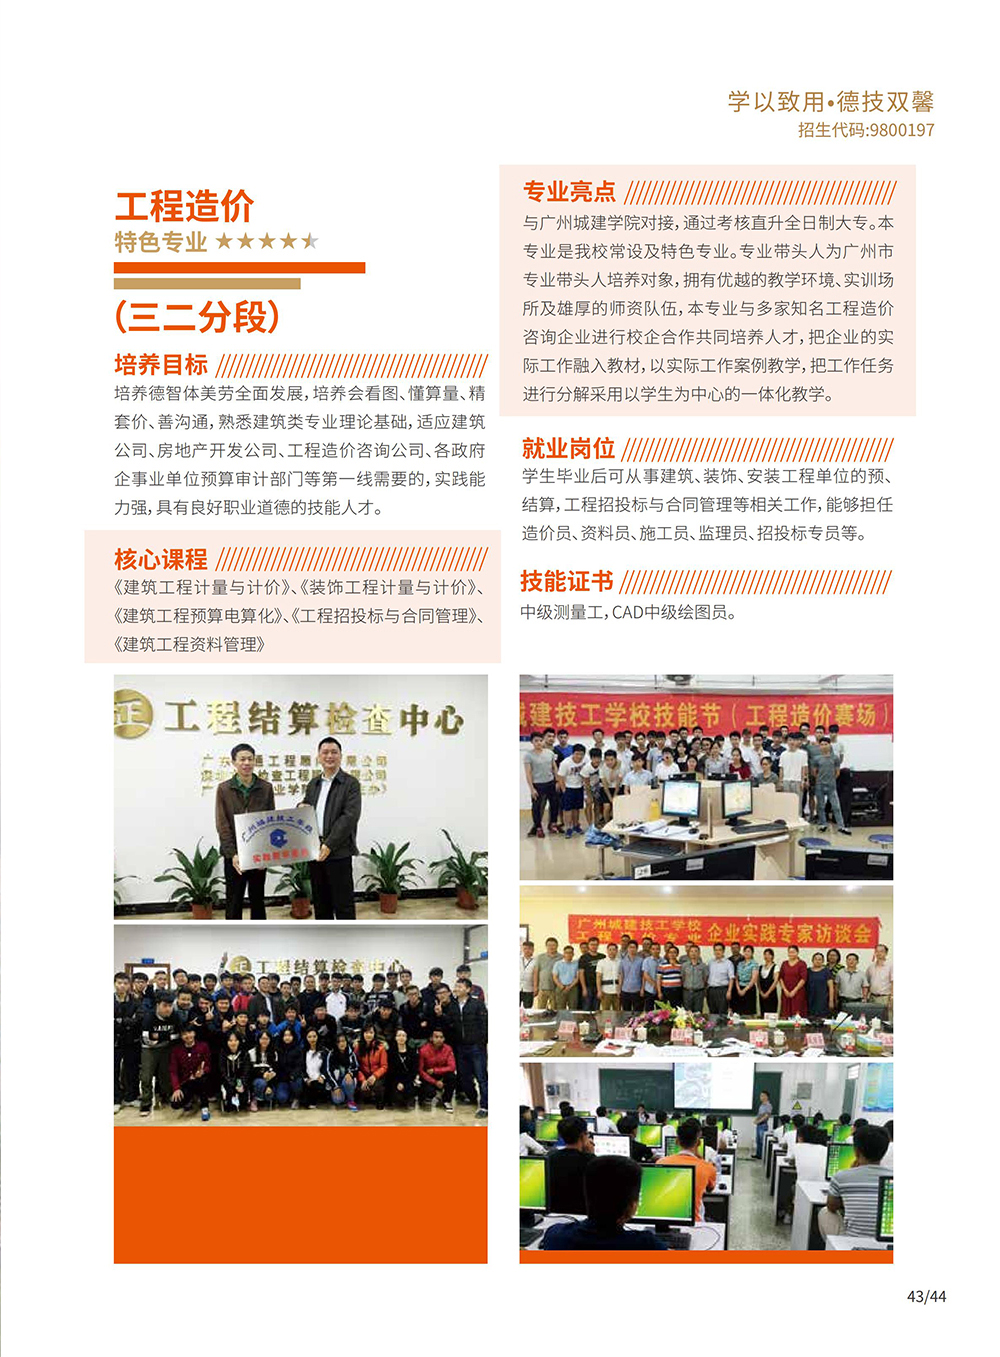 学以致用•德技双馨
招生代码:9800197
工程造价
特色专业
(三二分段)
培养目标
培养德智体美劳全面发展,培养会看图、懂算量、精
套价、善沟通,熟悉建筑类专业理论基础,适应建筑
公司、房地产开发公司、工程造价咨询公司、各政府
企事业单位预算审计部门等第一线需要的,实践能
力强,具有良好职业道德的技能人才。
核心课程
《建筑工程计量与计价》、《装饰工程计量与计价》、
《建筑工程预算电算化》、《工程招投标与合同管理》、
《建筑工程资料管理》
专业亮点
与广州城建学院对接,通过考核直升全日制大专。本
专业是我校常设及特色专业。专业带头人为广州市
专业带头人培养对象,拥有优越的教学环境、实训场
所及雄厚的师资队伍,本专业与多家知名工程造价
咨询企业进行校企合作共同培养人才,把企业的实
际工作融入教材,以实际工作案例教学,把工作任务
进行分解采用以学生为中心的一体化教学。
就业岗位
学生毕业后可从事建筑、装饰、安装工程单位的预、
结算,工程招投标与合同管理等相关工作,能够担任
造价员、资料员、施工员、监理员、招投标专员等。
技能证书
中级测量工,CAD中级绘图员。
工程结算检查中心
广州城建技工学校
工程结算检查中心
城建技工学校技能节(工程造价赛场)
广州城建技工学校
企业实践专家访谈会
43/44